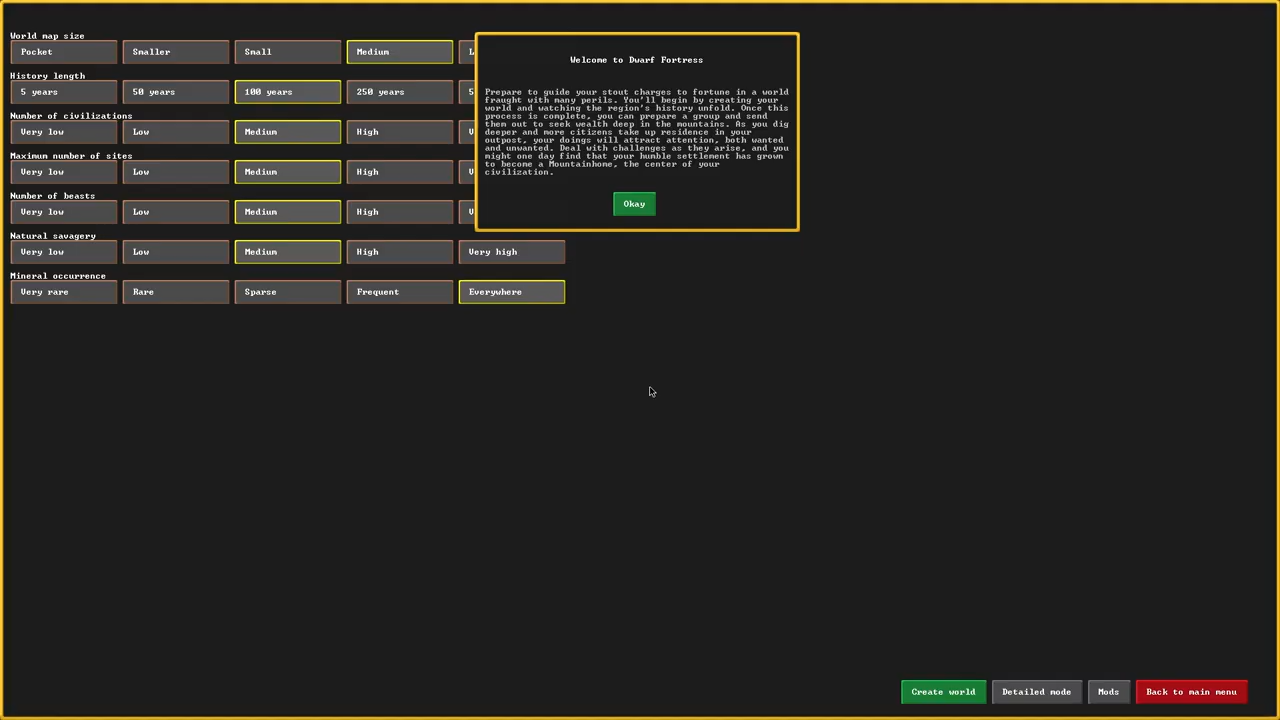 World map size
Pocket Smaller Small Medium L
History length
5 years 50 years 100 years 250 years 5
Number of civilizations
Very low Low Medium High V
Maximum number of sites
Very low Low Medium High V
Number of beasts
Very low Low Medium High V
Natural savagery
Very low Low Medium High Very high
Mineral occurrence
Very rare Rare Sparse Frequent Everywhere
Welcome to Dwarf Fortress
Prepare to guide your stout charges to fortune in a world
fraught with many perils. You'll begin by creating your
world and watching the region's history unfold. Once this
process is complete, you can prepare a group and send
them out to seek wealth deep in the mountains. As you dig
deeper and more citizens take up residence in your
outpost, your doings will attract attention, both wanted
and unwanted. Deal with challenges as they arise, and you
might one day find that your humble settlement has grown
to become a Mountainhome, the center of your
civilization.
Okay
Create world Detailed mode Mods Back to main menu